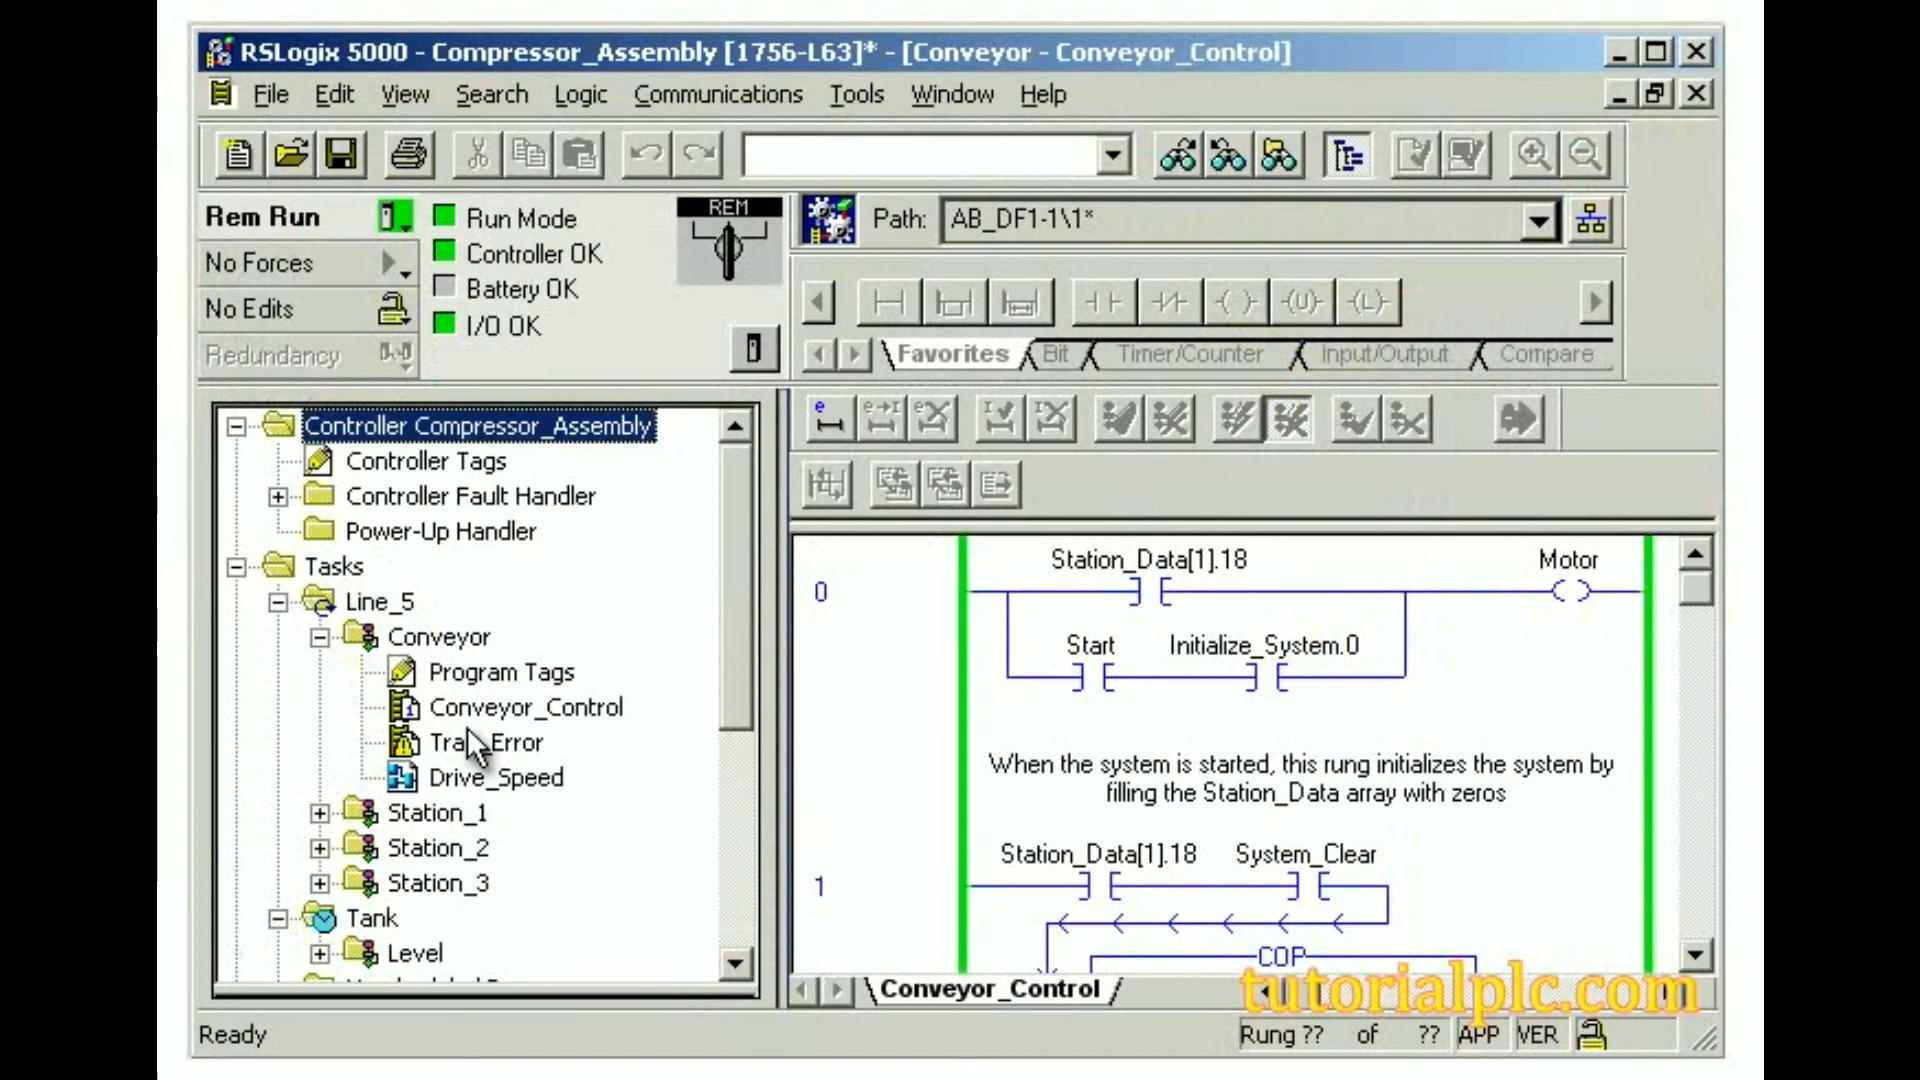 RSLogix 5000 - Compressor_Assembly [1756-L63]* - [Conveyor - Conveyor_Control]
File Edit View Search Logic Communications Tools Window Help
Rem Run
No Forces
No Edits
Redundancy
Run Mode
Controller OK
Battery OK
I/O OK
REM
Path: AB_DF1-1\1*
Favorites Bit Timer/Counter Input/Output Compare
Controller Compressor_Assembly
Controller Tags
Controller Fault Handler
Power-Up Handler
Tasks
Line_5
Conveyor
Program Tags
Conveyor_Control
Error
Drive_Speed
Station_1
Station_2
Station_3
Tank
Level
0
Station_Data[1].18 Motor
Start Initialize_System.0
When the system is started, this rung initializes the system by
filling the Station_Data array with zeros
1
Station_Data[1].18 System_Clear
COP
Conveyor_Control
tutorialplc.com
Ready
Rung ?? of ?? APP VER